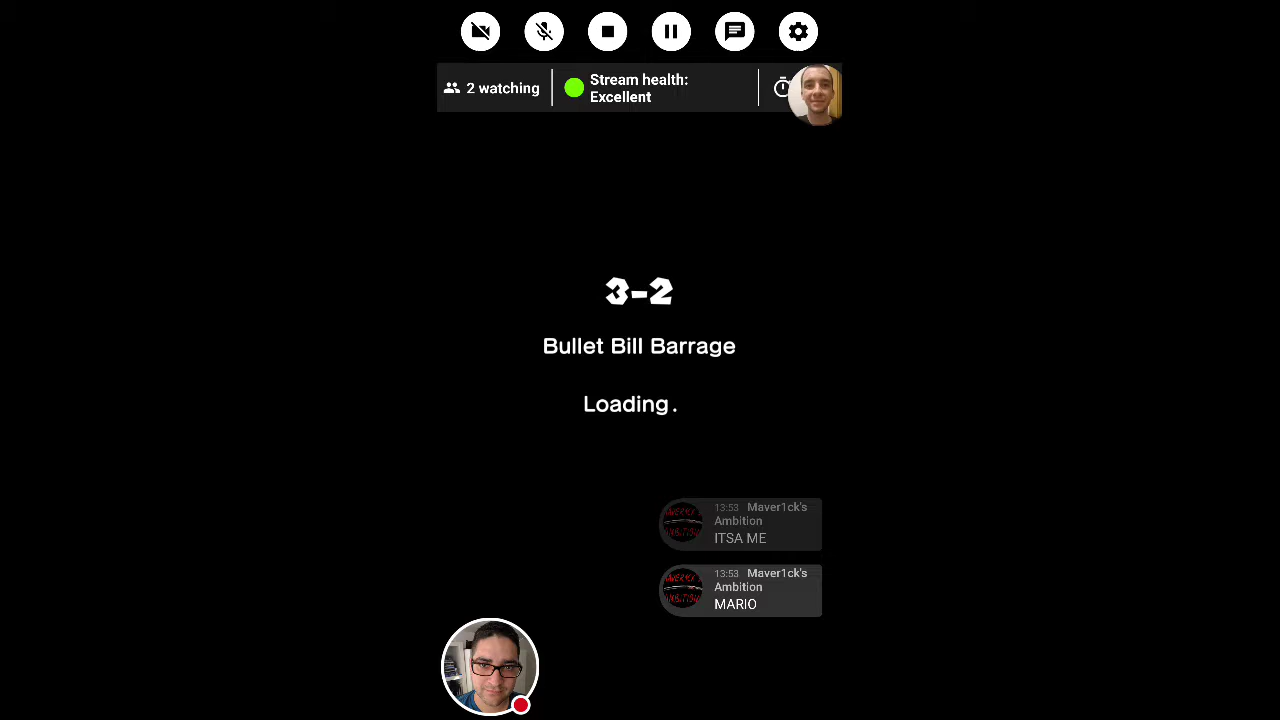 2 watching
Stream health:
Excellent
3-2
Bullet Bill Barrage
Loading.
13:53 Maver1ck's
Ambition
ITSA ME
13:53 Maver1ck's
Ambition
MARIO